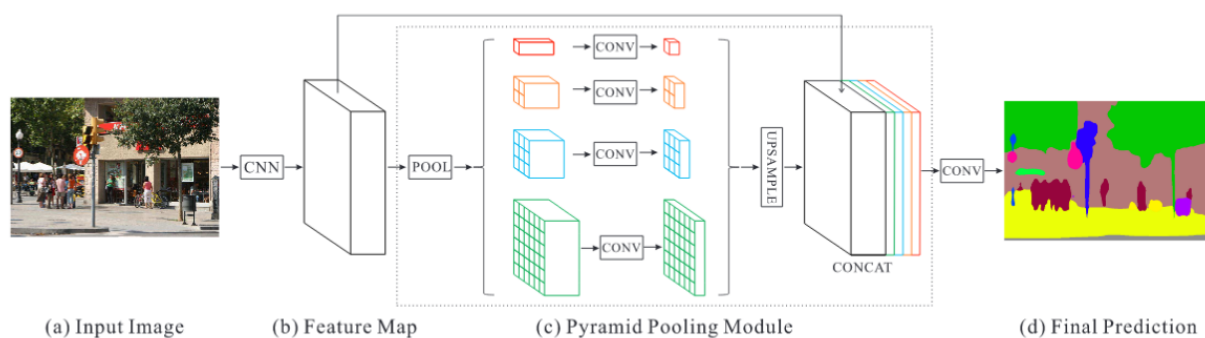 CNN
POOL
CONV
CONV
CONV
CONV
UPSAMPLE
CONCAT
CONV
(a) Input Image
(b) Feature Map
(c) Pyramid Pooling Module
(d) Final Prediction